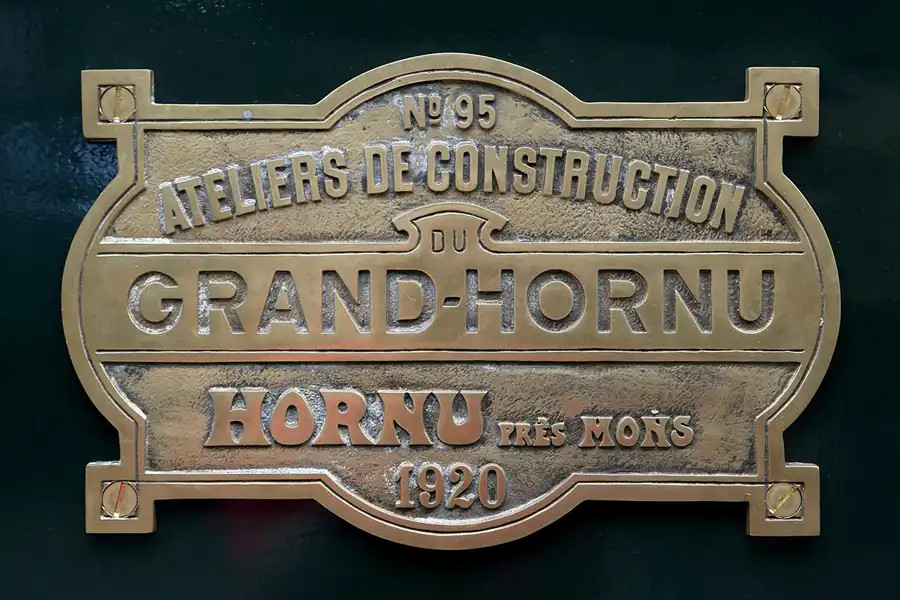 Nº 95
ATELIERS DE CONSTRUCTION
DU
GRAND-HORNU
HORNU PRÈS MONS
1920